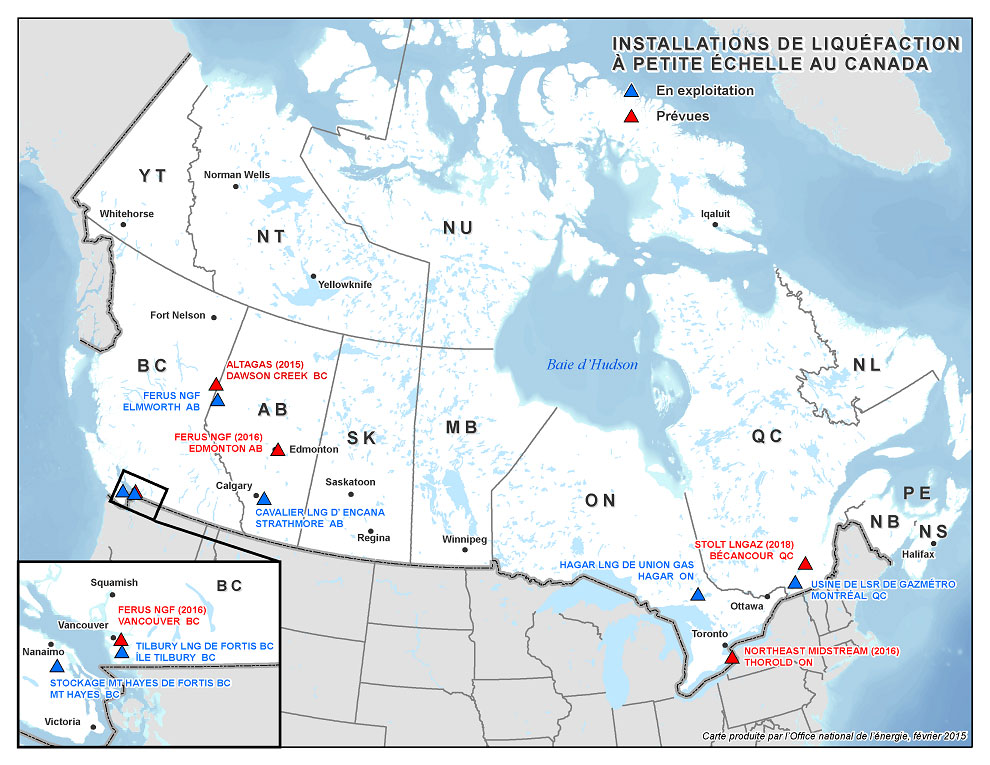 INSTALLATIONS DE LIQUÉFACTION
À PETITE ÉCHELLE AU CANADA
En exploitation
Prévues
YT
Norman Wells
Whitehorse
NT
NU
Iqaluit
Yellowknife
Fort Nelson
BC
ALTAGAS (2015)
DAWSON CREEK BC
FERUS NGF
ELMWORTH AB
AB
Baie d'Hudson
NL
FERUS NGF (2016)
EDMONTON AB
Edmonton
SK
MB
QC
Calgary
Saskatoon
CAVALIER LNG D' ENCANA
STRATHMORE AB
Regina
Winnipeg
ON
PE
NB
NS
Halifax
STOLT LNGAZ (2018)
BÉCANCOUR QC
HAGAR LNG DE UNION GAS
HAGAR ON
USINE DE LSR DE GAZMÉTRO
MONTRÉAL QC
Ottawa
Toronto
NORTHEAST MIDSTREAM (2016)
THOROLD ON
Squamish
BC
FERUS NGF (2016)
VANCOUVER BC
Vancouver
Nanaimo
TILBURY LNG DE FORTIS BC
ÎLE TILBURY BC
STOCKAGE MT HAYES DE FORTIS BC
MT HAYES BC
Victoria
Carte produite par l'Office national de l'énergie, février 2015